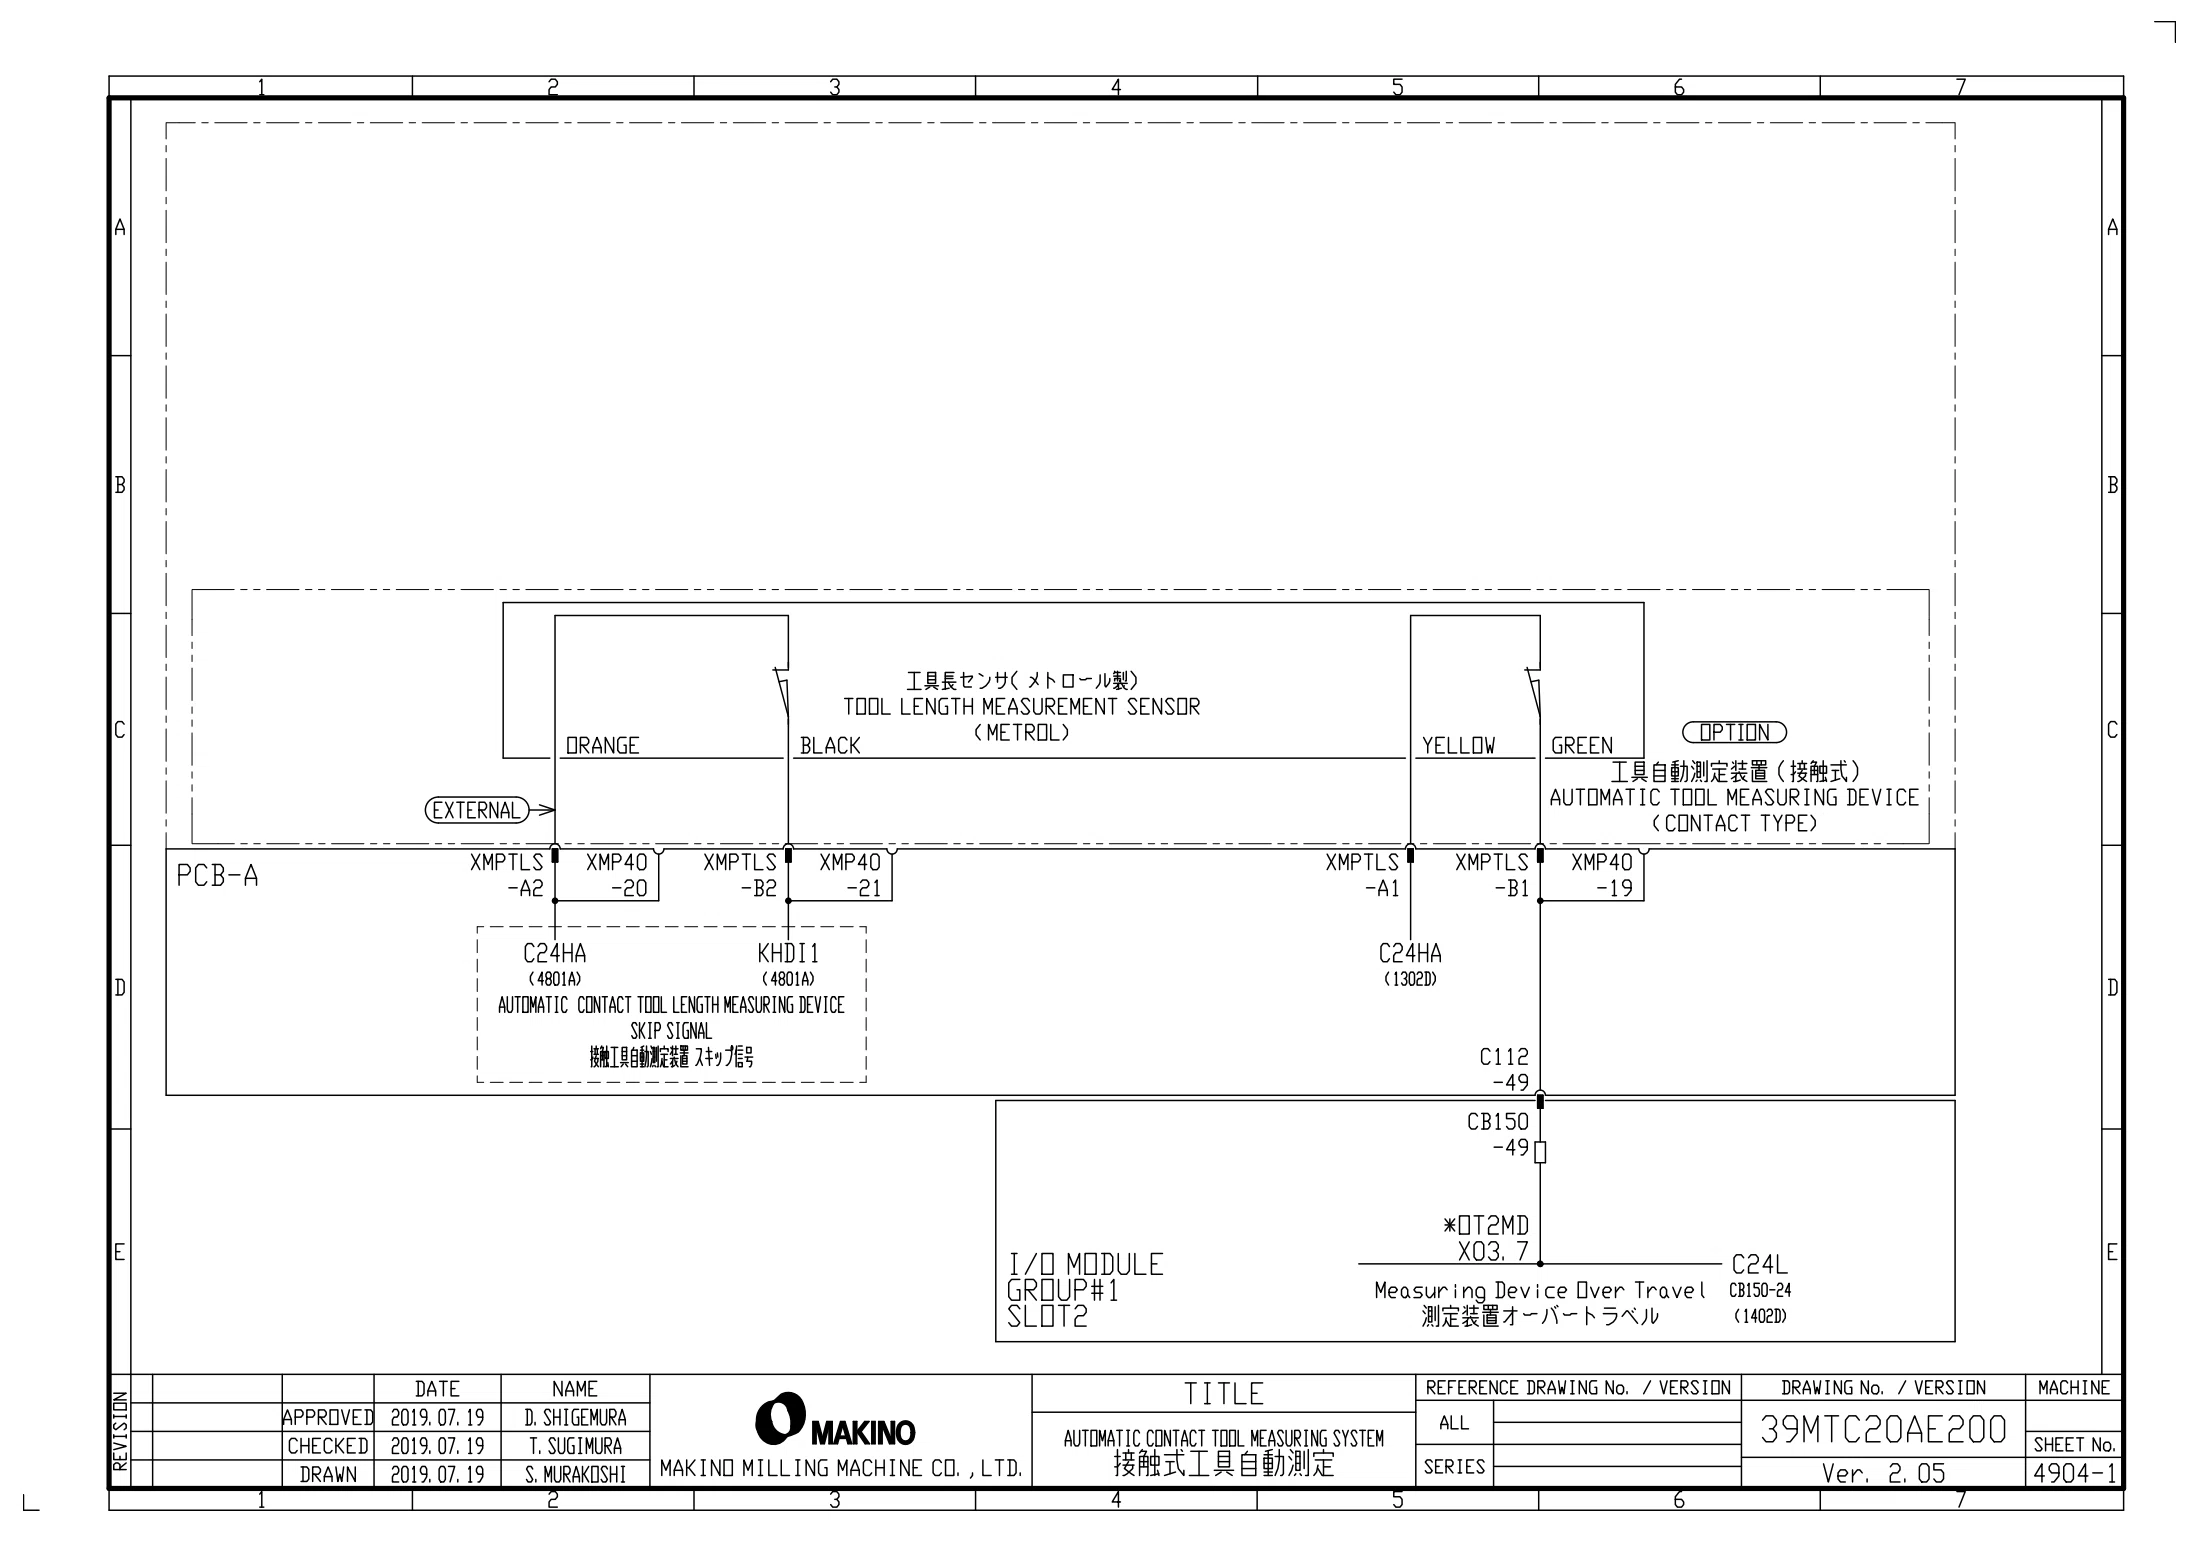 1 2 3 4 5 6 7
A A
B B
工具長センサ(メトロール製)
TOOL LENGTH MEASUREMENT SENSOR
(METROL)
C C
OPTION
ORANGE BLACK YELLOW GREEN
工具自動測定装置(接触式)
AUTOMATIC TOOL MEASURING DEVICE
(CONTACT TYPE)
EXTERNAL
PCB-A
XMPTLS XMP40 XMPTLS XMP40 XMPTLS XMPTLS XMP40
-A2 -20 -B2 -21 -A1 -B1 -19
C24HA KHDI1 C24HA
(4801A) (4801A) (1302D)
D D
AUTOMATIC CONTACT TOOL LENGTH MEASURING DEVICE
SKIP SIGNAL
接触工具自動測定装置 スキップ信号
C112
-49
CB150
-49
*OT2MD
X03.7
E E
I/O MODULE
GROUP#1
SLOT2
C24L
Measuring Device Over Travel CB150-24
測定装置オーバートラベル (1402D)
REVISION
DATE NAME
APPROVED 2019.07.19 D. SHIGEMURA
CHECKED 2019.07.19 T. SUGIMURA
DRAWN 2019.07.19 S. MURAKOSHI
MAKINO
MAKINO MILLING MACHINE CO.,LTD.
TITLE
AUTOMATIC CONTACT TOOL MEASURING SYSTEM
接触式工具自動測定
REFERENCE DRAWING No. / VERSION
ALL
SERIES
DRAWING No. / VERSION
39MTC20AE200
Ver. 2.05
MACHINE
SHEET No.
4904-1
1 2 3 4 5 6 7